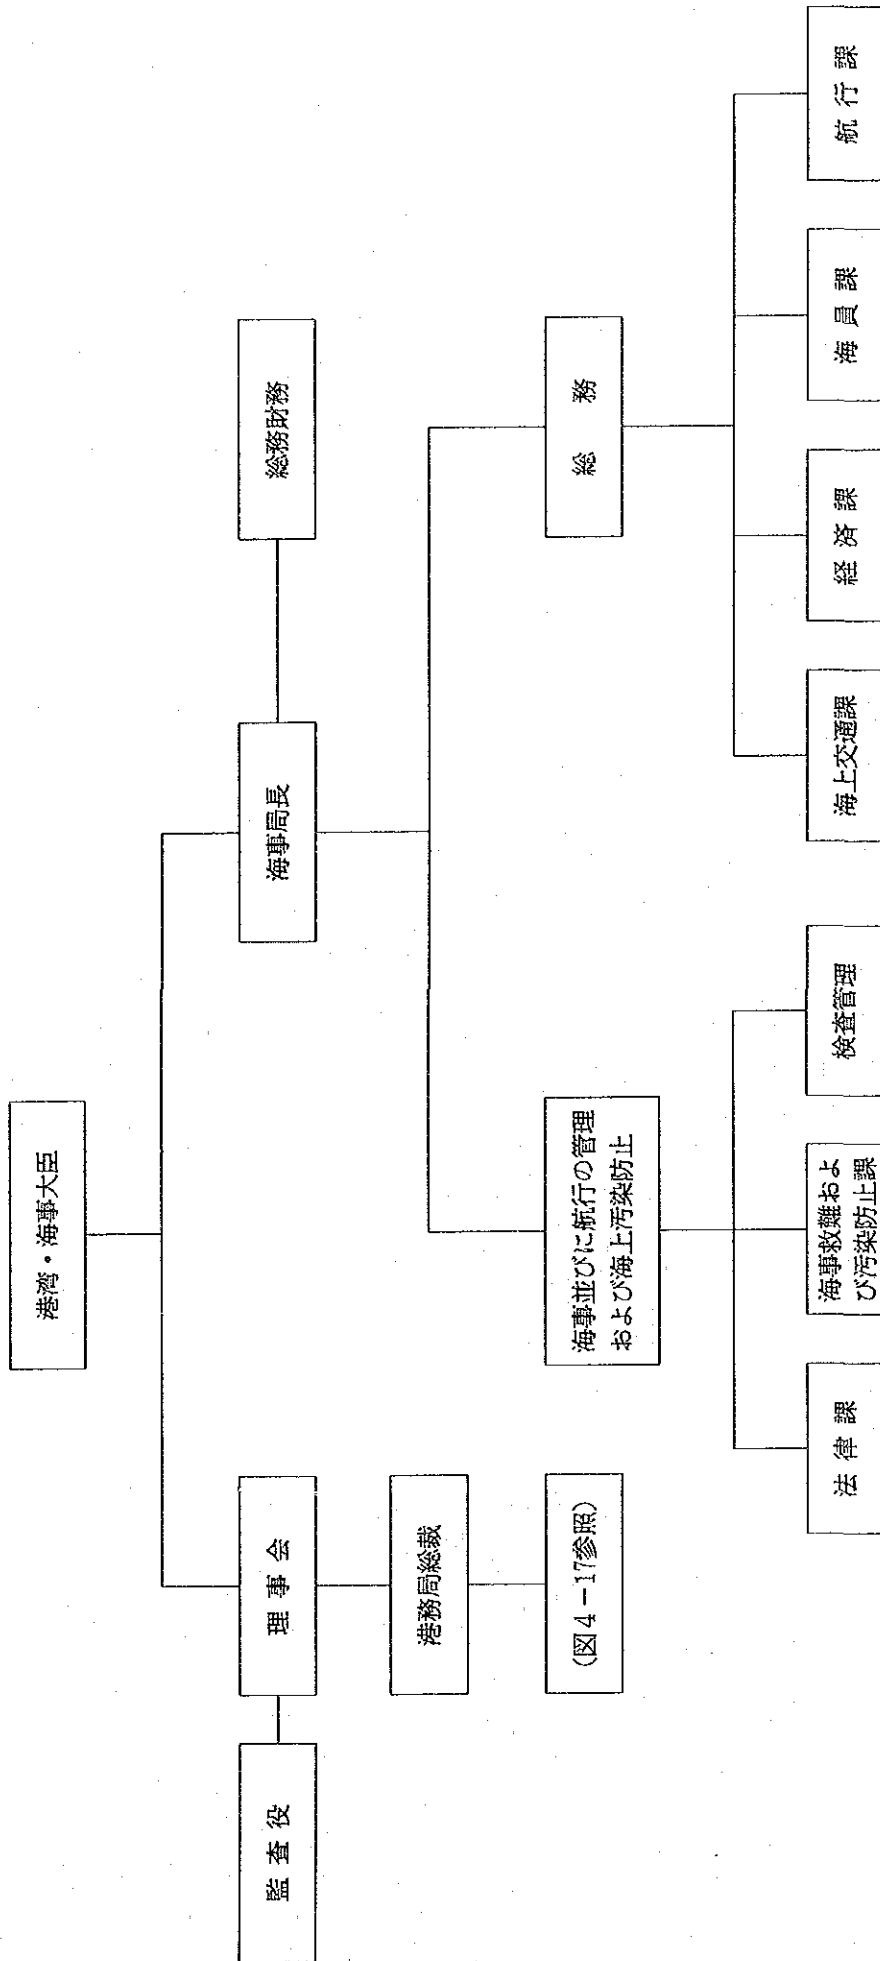 港湾・海事大臣
監査役
理事会
海事局長
総務財務
港務局総裁
(図4-17参照)
海事並びに航行の管理
および海上汚染防止
総務
法律課
海事救難およ
び汚染防止課
検査管理
海上交通課
経済課
海員課
航行課